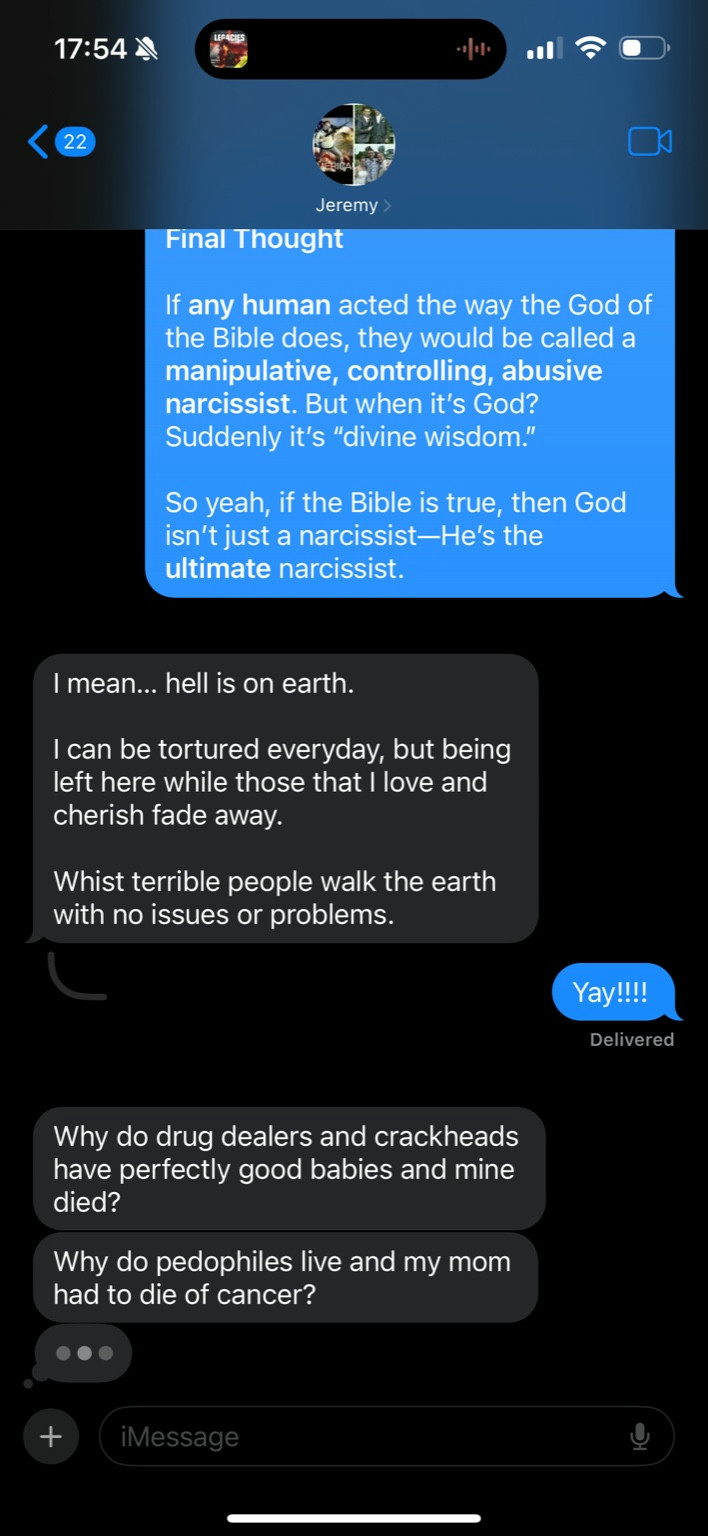 17:54
LEGACIES
22
Jeremy
Final Thought
If any human acted the way the God of
the Bible does, they would be called a
manipulative, controlling, abusive
narcissist. But when it’s God?
Suddenly it’s “divine wisdom.”
So yeah, if the Bible is true, then God
isn’t just a narcissist—He’s the
ultimate narcissist.
I mean... hell is on earth.
I can be tortured everyday, but being
left here while those that I love and
cherish fade away.
Whist terrible people walk the earth
with no issues or problems.
Yay!!!!
Delivered
Why do drug dealers and crackheads
have perfectly good babies and mine
died?
Why do pedophiles live and my mom
had to die of cancer?
iMessage